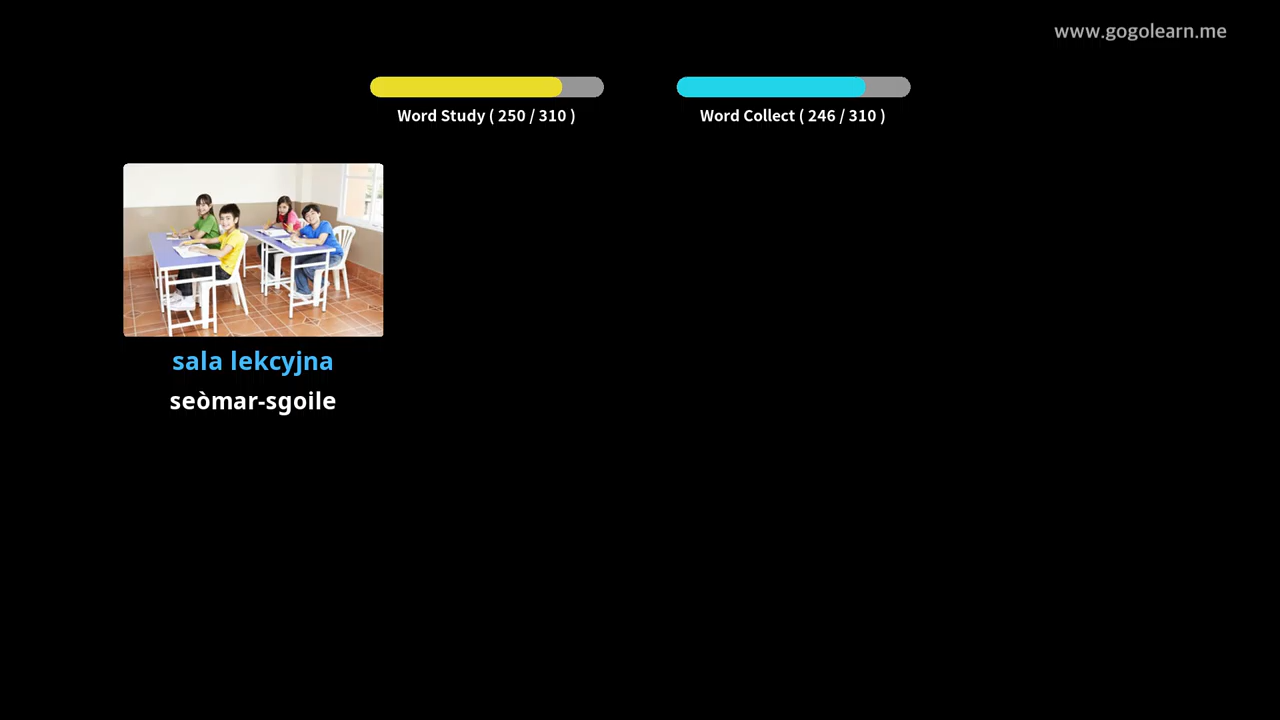 www.gogolearn.me
Word Study ( 250 / 310 )
Word Collect ( 246 / 310 )
sala lekcyjna
seòmar-sgoile